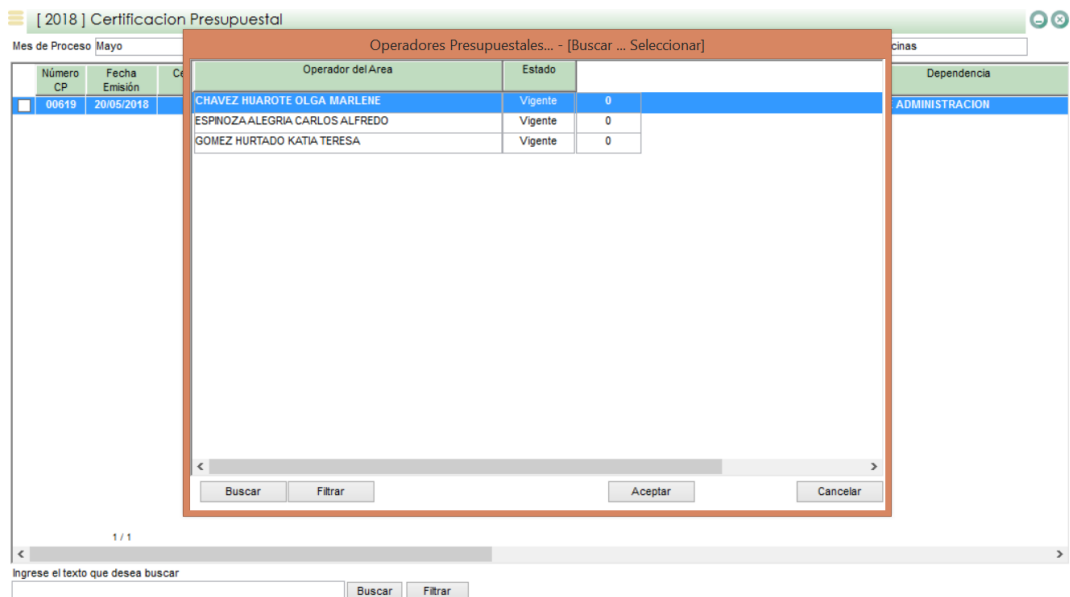 [ 2018 ] Certificacion Presupuestal
Mes de Proceso Mayo
cinas
Operadores Presupuestales... - [Buscar ... Seleccionar]
Número CP
Fecha Emisión
Ce
Dependencia
00619 20/05/2018
ADMINISTRACION
Operador del Area Estado
CHAVEZ HUAROTE OLGA MARLENE Vigente 0
ESPINOZA ALEGRIA CARLOS ALFREDO Vigente 0
GOMEZ HURTADO KATIA TERESA Vigente 0
Buscar Filtrar Aceptar Cancelar
1 / 1
Ingrese el texto que desea buscar
Buscar Filtrar